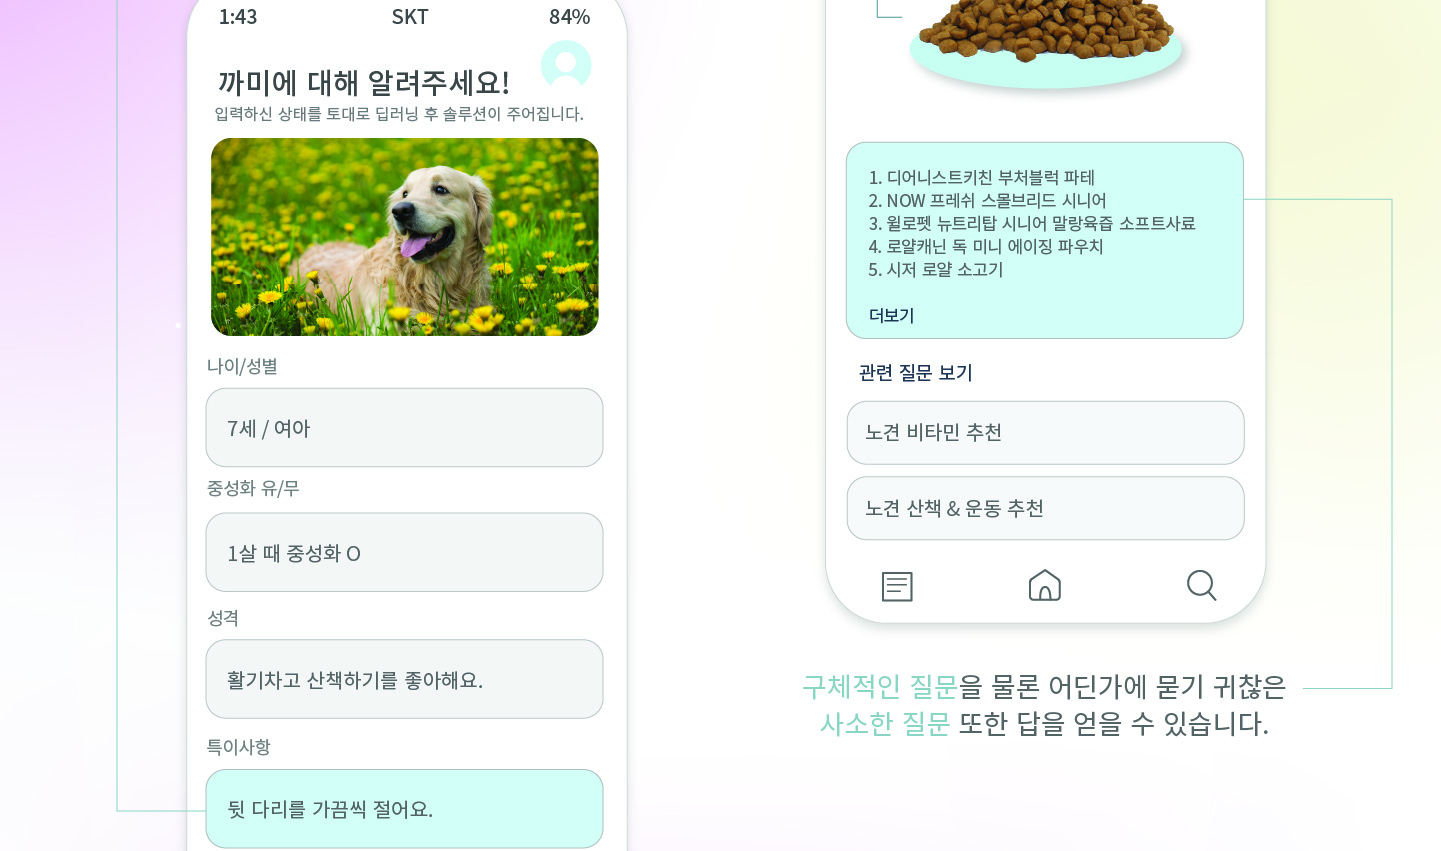 1:43 SKT 84%
까미에 대해 알려주세요!
입력하신 상태를 토대로 딥러닝 후 솔루션이 주어집니다.
나이/성별
7세 / 여아
중성화 유/무
1살 때 중성화 O
성격
활기차고 산책하기를 좋아해요.
특이사항
뒷 다리를 가끔씩 절어요.
1. 디어니스트키친 부처블럭 파테
2. NOW 프레쉬 스몰브리드 시니어
3. 윌로펫 뉴트리탑 시니어 말랑육즙 소프트사료
4. 로얄캐닌 독 미니 에이징 파우치
5. 시저 로얄 소고기
더보기
관련 질문 보기
노견 비타민 추천
노견 산책 & 운동 추천
구체적인 질문을 물론 어딘가에 묻기 귀찮은
사소한 질문 또한 답을 얻을 수 있습니다.